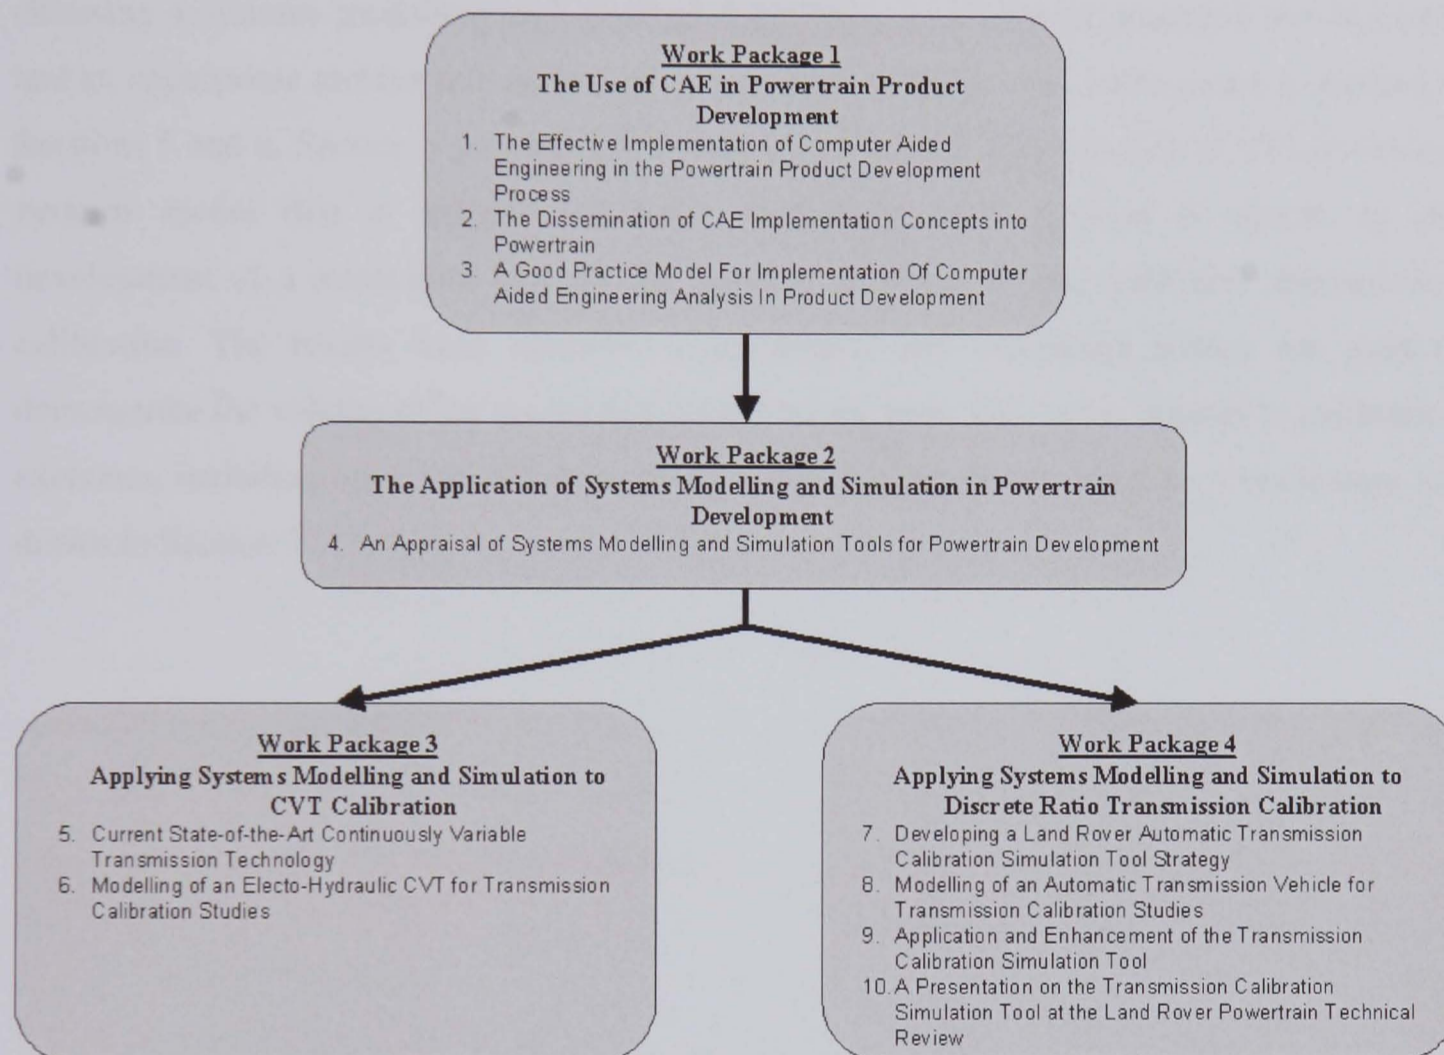 Work Package 1
The Use of CAE in Powertrain Product
Development
1. The Effective Implementation of Computer Aided
Engineering in the Powertrain Product Development
Process
2. The Dissemination of CAE Implementation Concepts into
Powertrain
3. A Good Practice Model For Implementation Of Computer
Aided Engineering Analysis In Product Development
Work Package 2
The Application of Systems Modelling and Simulation in Powertrain
Development
4. An Appraisal of Systems Modelling and Simulation Tools for Powertrain Development
Work Package 3
Applying Systems Modelling and Simulation to
CVT Calibration
5. Current State-of-the-Art Continuously Variable
Transmission Technology
6. Modelling of an Electo-Hydraulic CVT for Transmission
Calibration Studies
Work Package 4
Applying Systems Modelling and Simulation to
Discrete Ratio Transmission Calibration
7. Developing a Land Rover Automatic Transmission
Calibration Simulation Tool Strategy
8. Modelling of an Automatic Transmission Vehicle for
Transmission Calibration Studies
9. Application and Enhancement of the Transmission
Calibration Simulation Tool
10. A Presentation on the Transmission Calibration
Simulation Tool at the Land Rover Powertrain Technical
Review